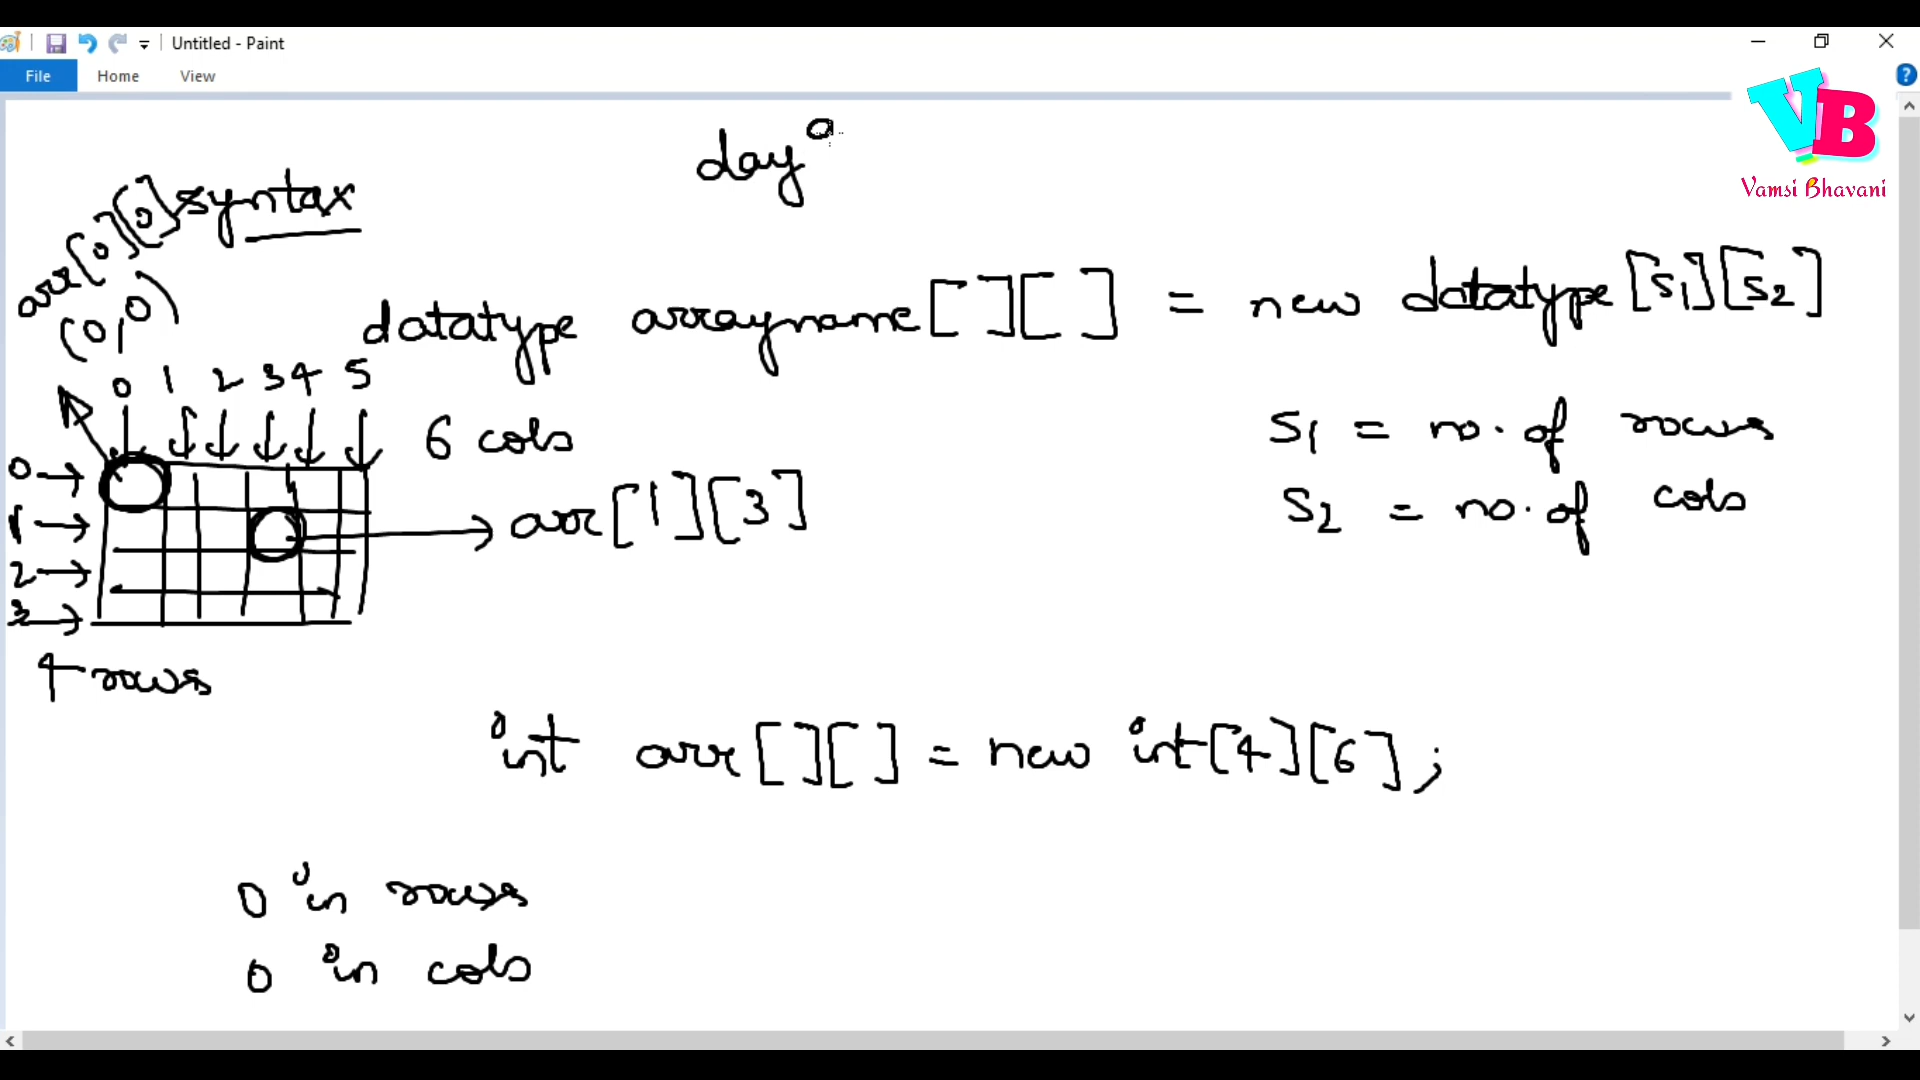 Untitled - Paint
File Home View
VB
Vamsi Bhavani
day
syntax
arr[0][0]
(0,0)
datatype arrayname[ ][ ] = new datatype[S1][S2]
0 1 2 3 4 5
6 cols
S1 = no. of rows
S2 = no. of cols
0
1
2
3
arr[1][3]
4 rows
int arr[ ][ ] = new int[4][6];
0 in rows
0 in cols